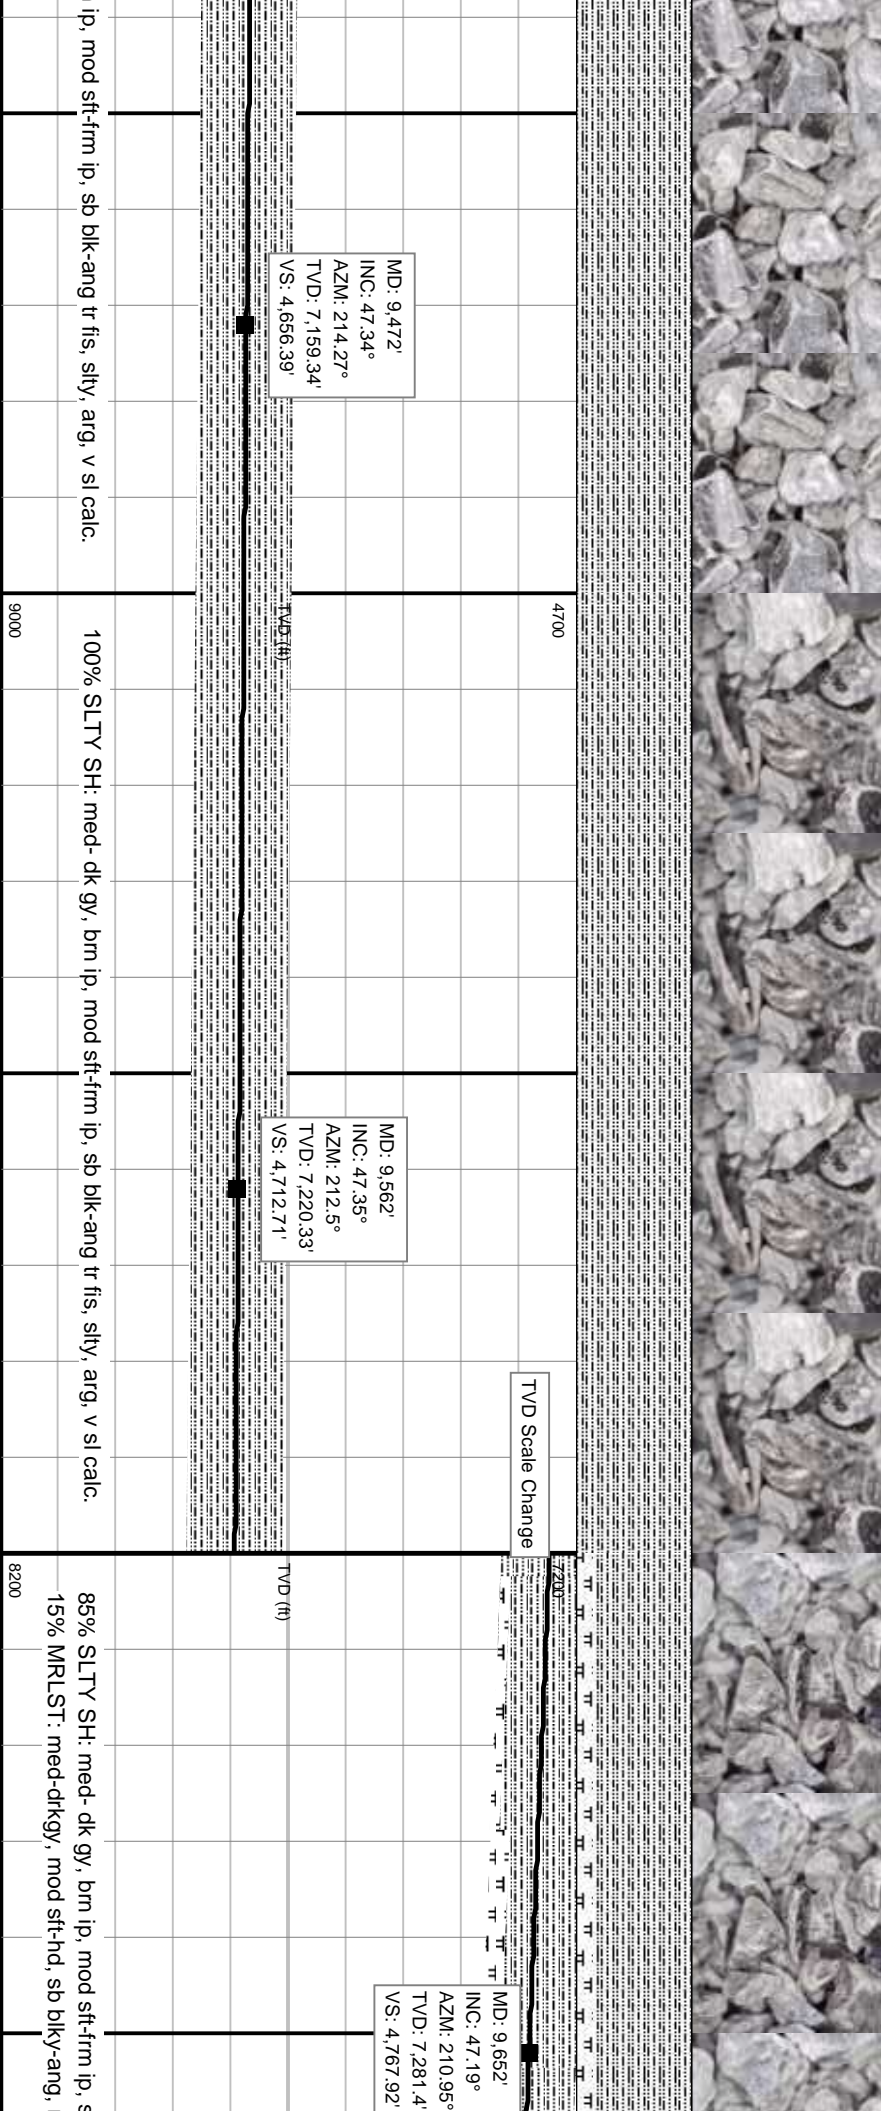 ip, mod sft-frm ip, sb blk-ang tr fis, slty, arg, v sl calc.
MD: 9,472'
INC: 47.34°
AZM: 214.27°
TVD: 7,159.34'
VS: 4,656.39'
4700
TVD (ft)
9000
100% SLTY SH: med- dk gy, brn ip, mod sft-frm ip, sb blk-ang tr fis, slty, arg, v sl calc.
MD: 9,562'
INC: 47.35°
AZM: 212.5°
TVD: 7,220.33'
VS: 4,712.71'
TVD Scale Change
7200
TVD (ft)
8200
85% SLTY SH: med- dk gy, brn ip, mod sft-frm ip, s
15% MRLST: med-drkgy, mod sft-hd, sb blky-ang,
MD: 9,652'
INC: 47.19°
AZM: 210.95°
TVD: 7,281.4'
VS: 4,767.92'